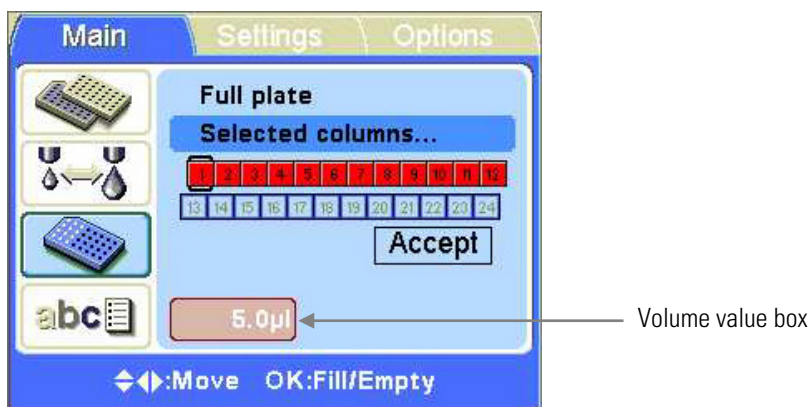 Main Settings Options
Full plate
Selected columns...
1 2 3 4 5 6 7 8 9 10 11 12
13 14 15 16 17 18 19 20 21 22 23 24
Accept
abc
5.0µl
Volume value box
:Move OK:Fill/Empty